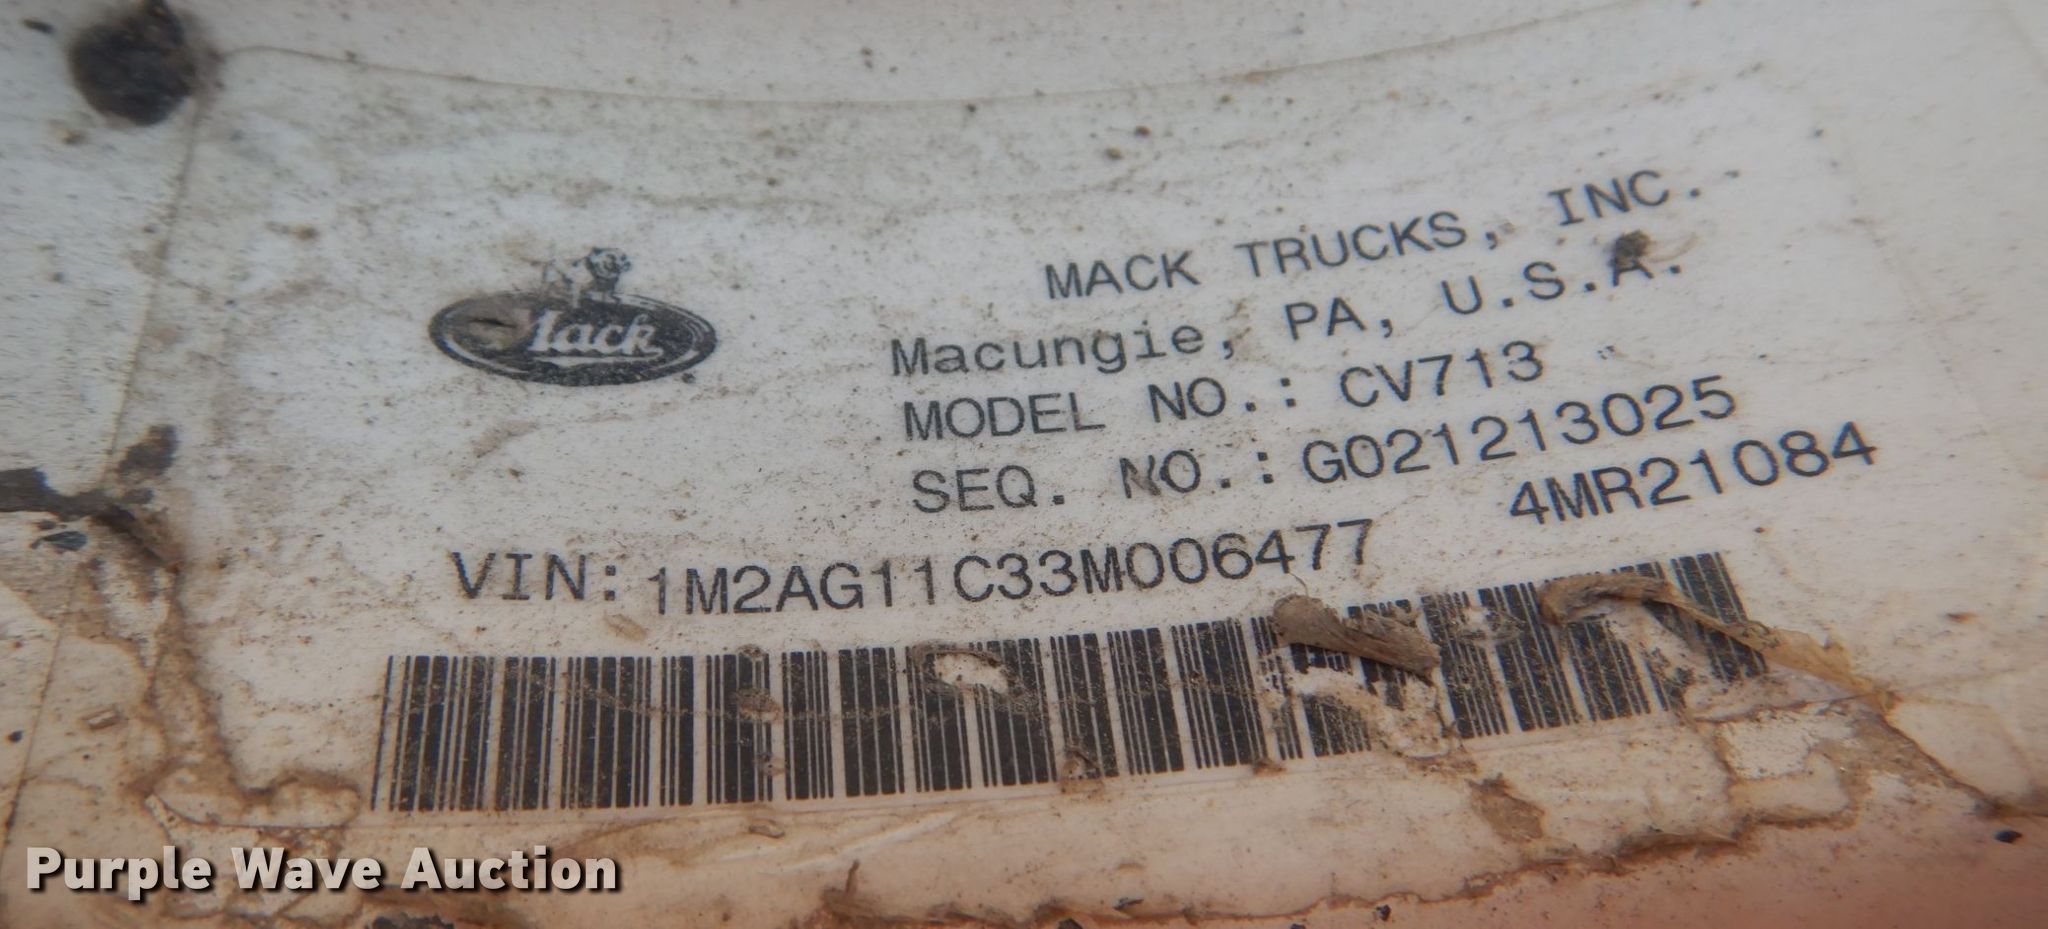 Mack
MACK TRUCKS, INC.
Macungie, PA, U.S.A.
MODEL NO.: CV713
SEQ. NO.: G021213025
4MR21084
VIN: 1M2AG11C33M006477
Purple Wave Auction